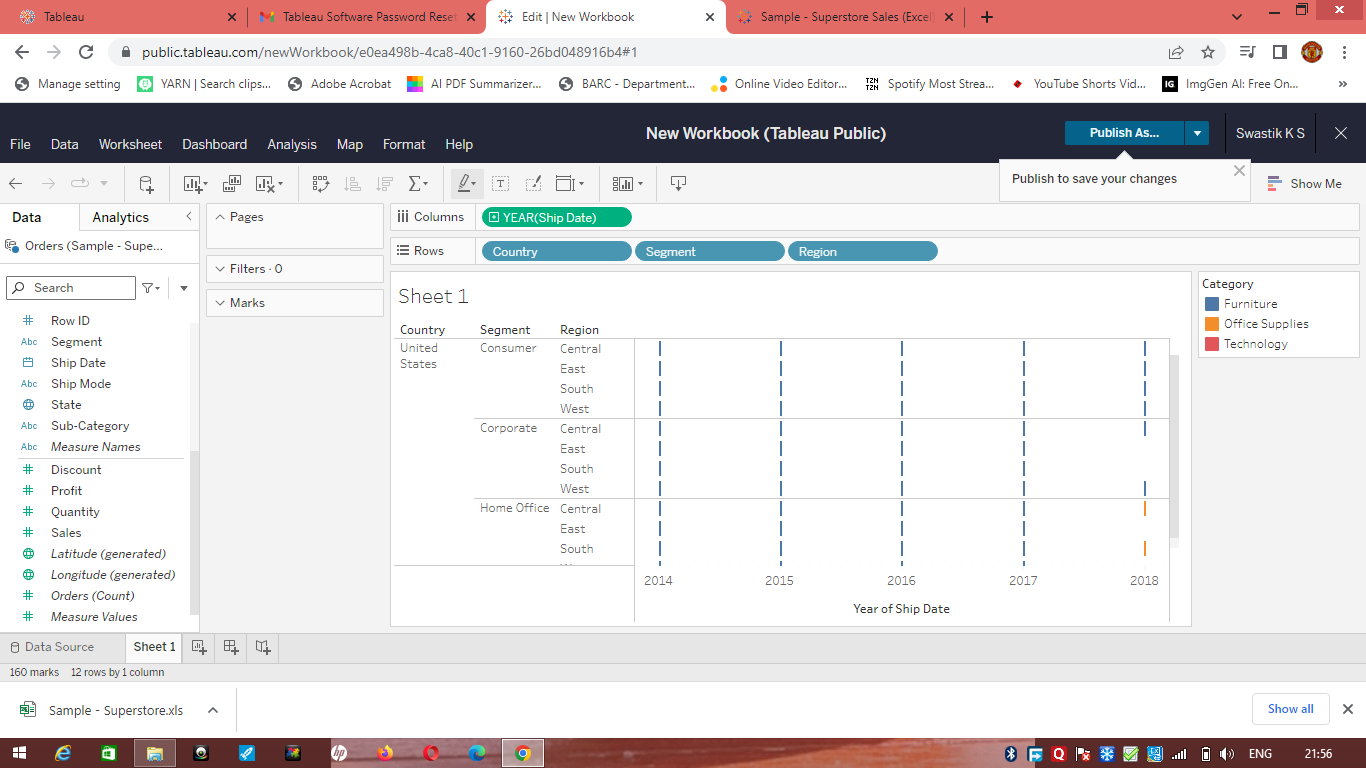 Tableau
Tableau Software Password Reset
Edit | New Workbook
Sample - Superstore Sales (Excel)
public.tableau.com/newWorkbook/e0ea498b-4ca8-40c1-9160-26bd048916b4#1
Manage setting
YARN | Search clips...
Adobe Acrobat
AI PDF Summarizer...
BARC - Department...
Online Video Editor...
TZN
TZN
Spotify Most Strea...
YouTube Shorts Vid...
IG
ImgGen AI: Free On...
»
New Workbook (Tableau Public)
Publish As...
Swastik K S
File Data Worksheet Dashboard Analysis Map Format Help
Publish to save your changes
Show Me
Data
Analytics
Pages
Columns
YEAR(Ship Date)
Orders (Sample - Supe...
Rows
Country
Segment
Region
Filters · 0
Search
Marks
Row ID
Abc Segment
Ship Date
Abc Ship Mode
State
Abc Sub-Category
Abc Measure Names
Discount
Profit
Quantity
Sales
Latitude (generated)
Longitude (generated)
Orders (Count)
Measure Values
Sheet 1
Country Segment Region
United States
Consumer
Central
East
South
West
Corporate
Central
East
South
West
Home Office
Central
East
South
2014 2015 2016 2017 2018
Year of Ship Date
Category
Furniture
Office Supplies
Technology
Data Source
Sheet 1
160 marks 12 rows by 1 column
Sample - Superstore.xls
Show all
ENG
21:56